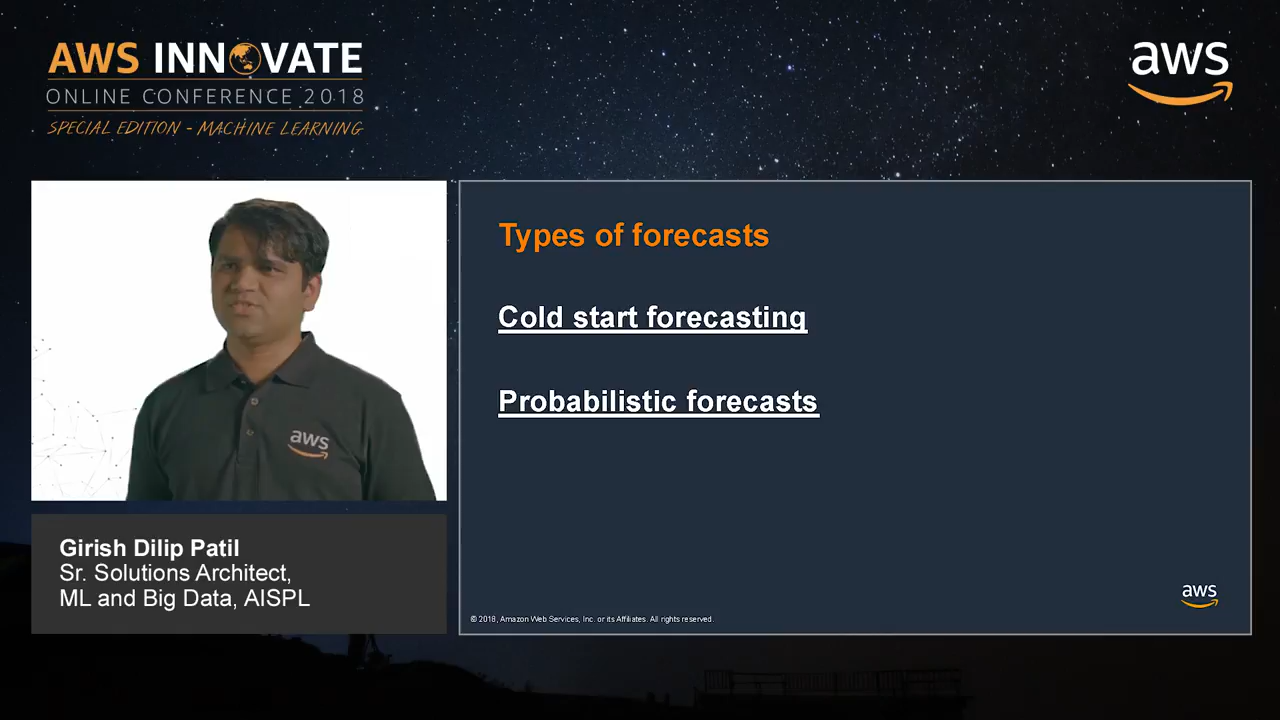 AWS INNOVATE
ONLINE CONFERENCE 2018
SPECIAL EDITION - MACHINE LEARNING
aws
aws
Girish Dilip Patil
Sr. Solutions Architect,
ML and Big Data, AISPL
Types of forecasts
Cold start forecasting
Probabilistic forecasts
aws
© 2018, Amazon Web Services, Inc. or its Affiliates. All rights reserved.